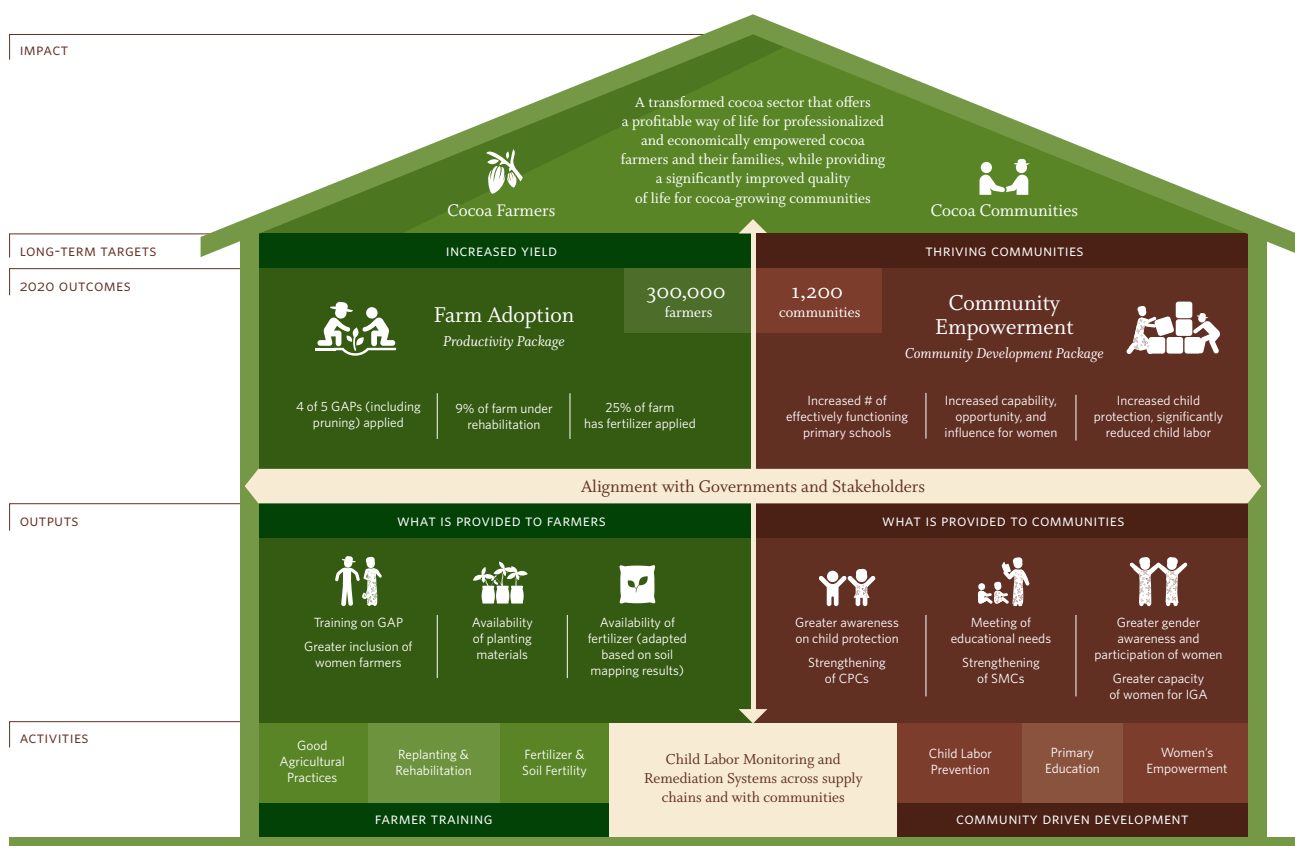 IMPACT
A transformed cocoa sector that offers
a profitable way of life for professionalized
and economically empowered cocoa
farmers and their families, while providing
a significantly improved quality
of life for cocoa-growing communities
Cocoa Farmers
Cocoa Communities
LONG-TERM TARGETS
INCREASED YIELD
THRIVING COMMUNITIES
2020 OUTCOMES
Farm Adoption
Productivity Package
300,000
farmers
1,200
communities
Community
Empowerment
Community Development Package
4 of 5 GAPs (including
pruning) applied
9% of farm under
rehabilitation
25% of farm
has fertilizer applied
Increased # of
effectively functioning
primary schools
Increased capability,
opportunity, and
influence for women
Increased child
protection, significantly
reduced child labor
Alignment with Governments and Stakeholders
OUTPUTS
WHAT IS PROVIDED TO FARMERS
WHAT IS PROVIDED TO COMMUNITIES
Training on GAP
Greater inclusion of
women farmers
Availability
of planting
materials
Availability of
fertilizer (adapted
based on soil
mapping results)
Greater awareness
on child protection
Strengthening
of CPCs
Meeting of
educational needs
Strengthening
of SMCs
Greater gender
awareness and
participation of women
Greater capacity
of women for IGA
ACTIVITIES
Good
Agricultural
Practices
Replanting &
Rehabilitation
Fertilizer &
Soil Fertility
Child Labor Monitoring and
Remediation Systems across supply
chains and with communities
Child Labor
Prevention
Primary
Education
Women's
Empowerment
FARMER TRAINING
COMMUNITY DRIVEN DEVELOPMENT